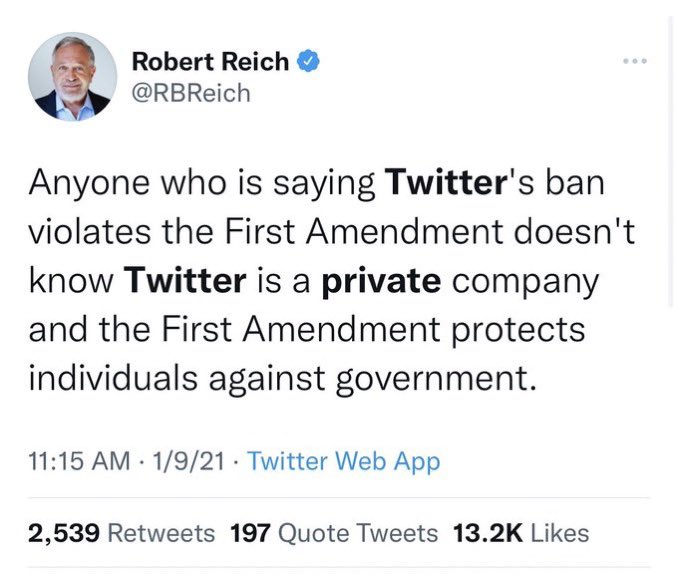 Robert Reich
@RBReich
Anyone who is saying Twitter's ban
violates the First Amendment doesn't
know Twitter is a private company
and the First Amendment protects
individuals against government.
11:15 AM · 1/9/21 · Twitter Web App
2,539 Retweets 197 Quote Tweets 13.2K Likes